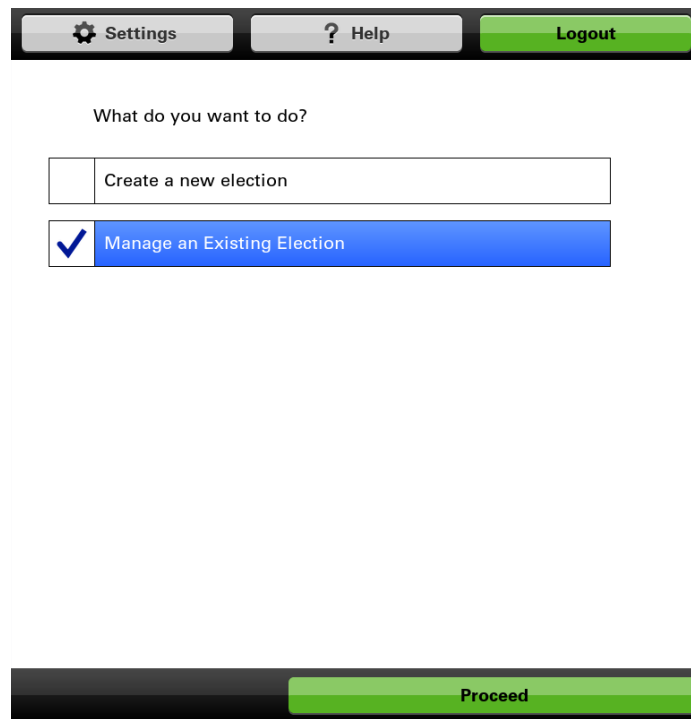 Settings
? Help
Logout
What do you want to do?
Create a new election
Manage an Existing Election
Proceed